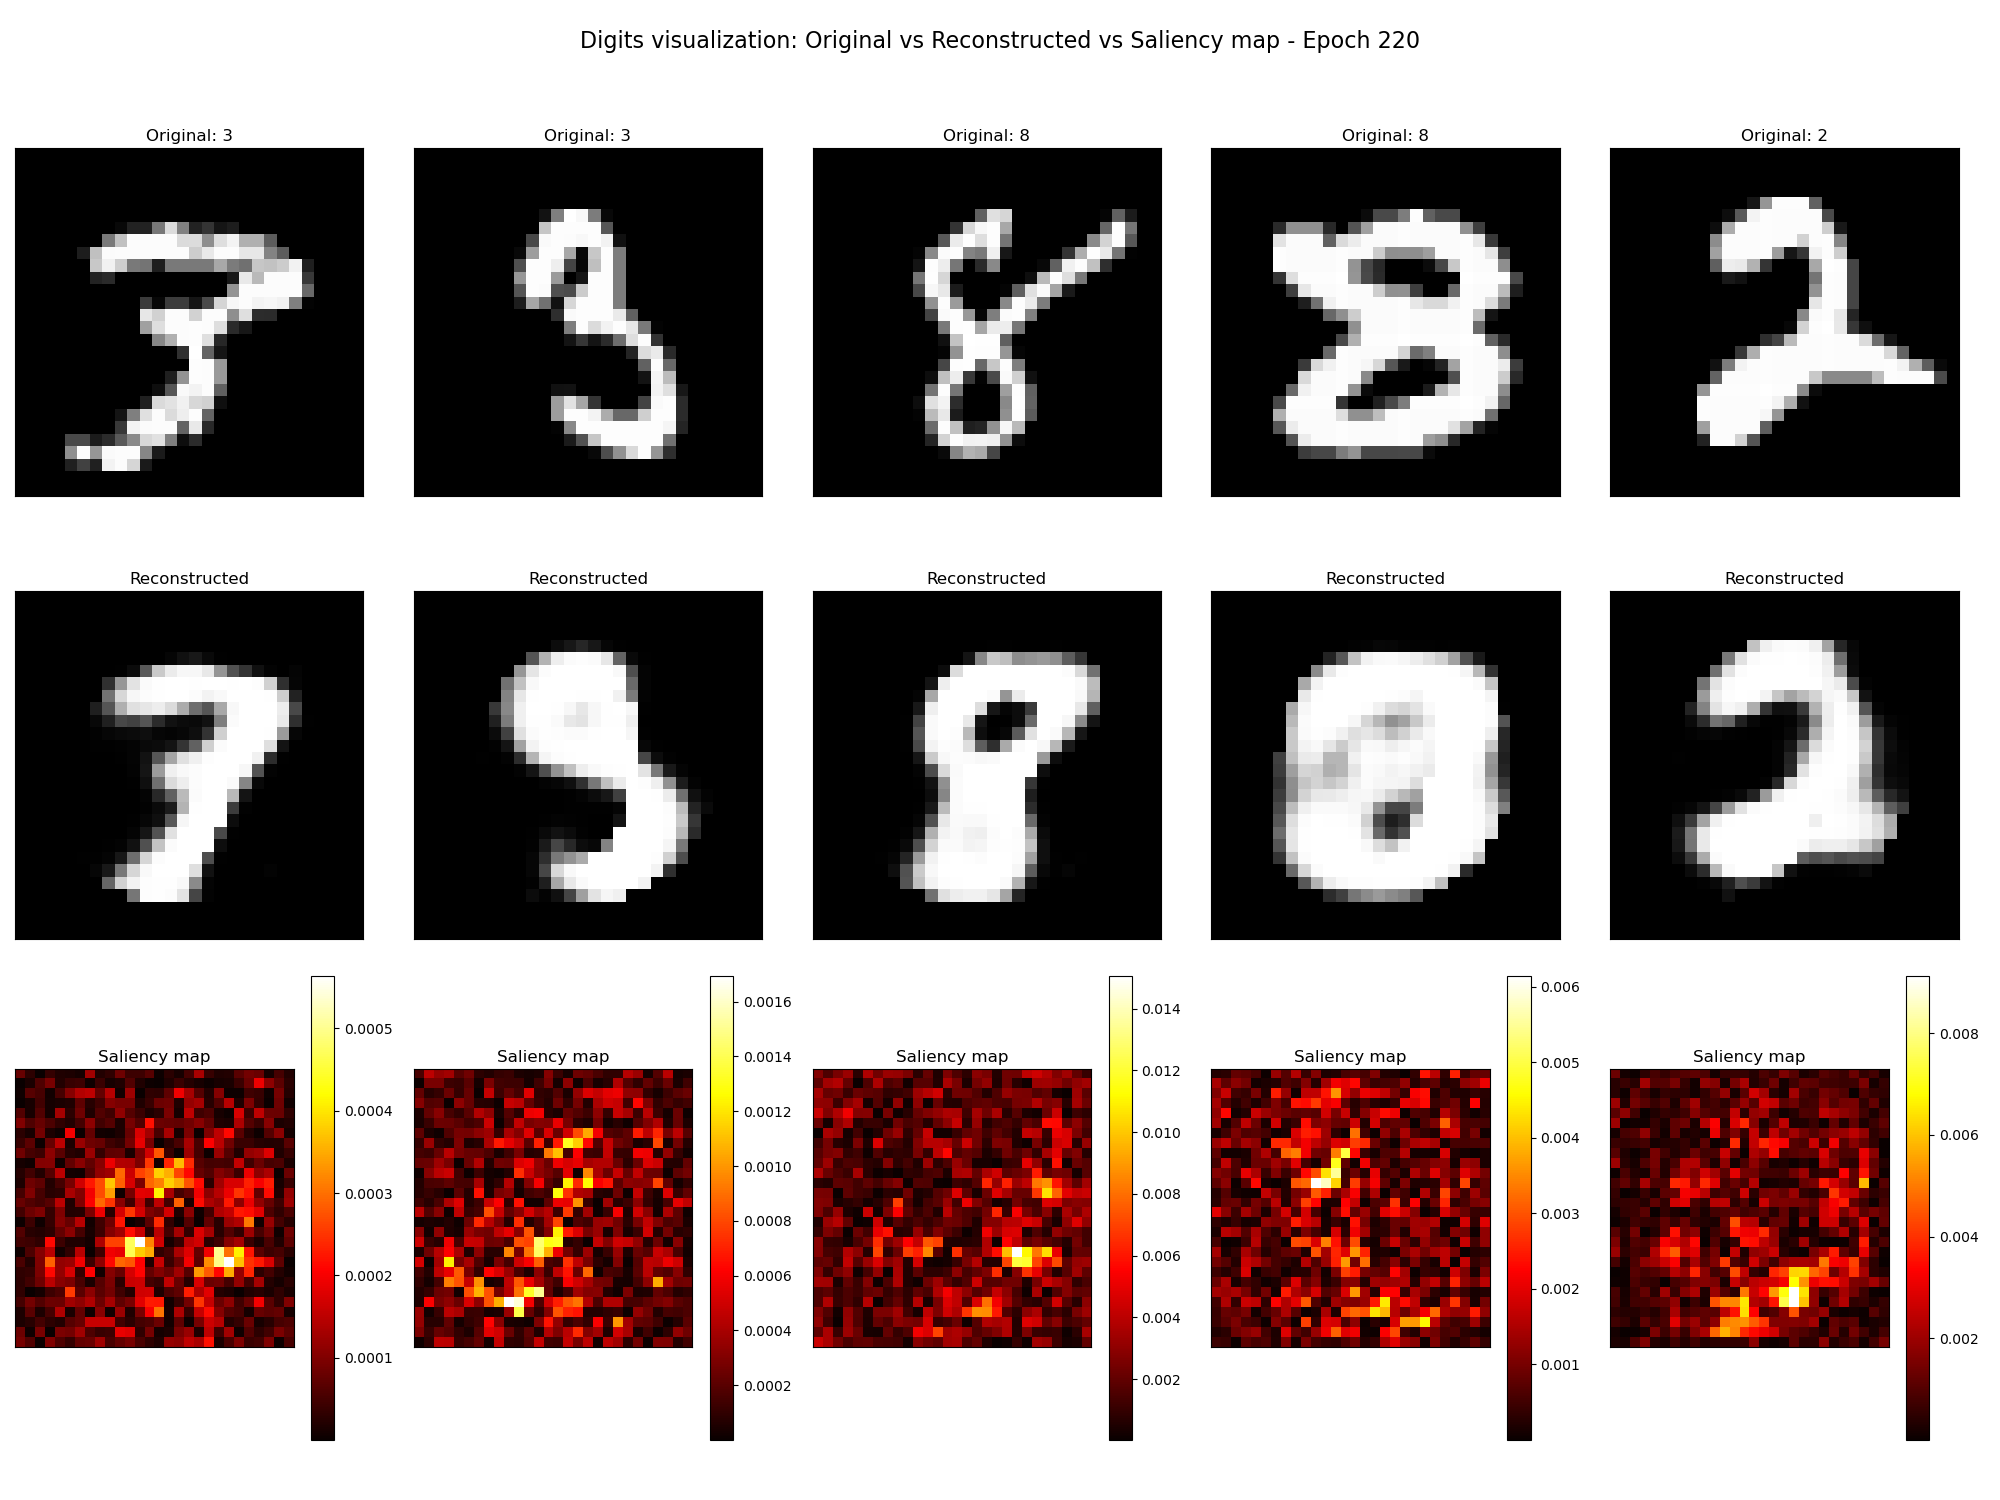 Digits visualization: Original vs Reconstructed vs Saliency map - Epoch 220
Original: 3
Original: 3
Original: 8
Original: 8
Original: 2
3
3
8
8
2
Reconstructed
Reconstructed
Reconstructed
Reconstructed
Reconstructed
Saliency map
0.0005
0.0004
0.0003
0.0002
0.0001
Saliency map
0.0016
0.0014
0.0012
0.0010
0.0008
0.0006
0.0004
0.0002
Saliency map
0.014
0.012
0.010
0.008
0.006
0.004
0.002
Saliency map
0.006
0.005
0.004
0.003
0.002
0.001
Saliency map
0.008
0.006
0.004
0.002